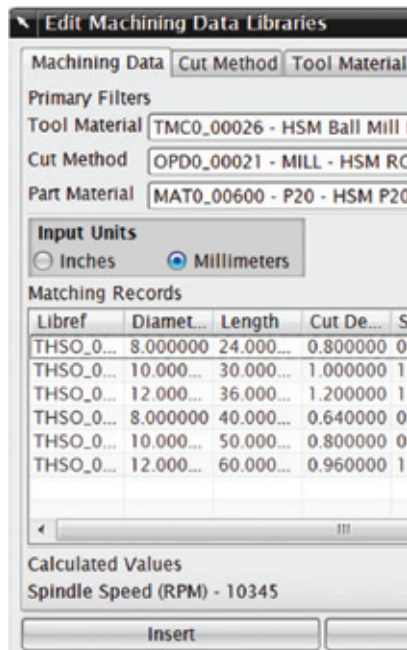 Edit Machining Data Libraries
Machining Data Cut Method Tool Material
Primary Filters
Tool Material TMC0_00026 - HSM Ball Mill
Cut Method OPD0_00021 - MILL - HSM RO
Part Material MAT0_00600 - P20 - HSM P20
Input Units
Inches Millimeters
Matching Records
Libref Diamet... Length Cut De... S
THSO_0... 8.000000 24.000... 0.800000 0
THSO_0... 10.000... 30.000... 1.000000 1
THSO_0... 12.000... 36.000... 1.200000 1
THSO_0... 8.000000 40.000... 0.640000 0
THSO_0... 10.000... 50.000... 0.800000 0
THSO_0... 12.000... 60.000... 0.960000 1
Calculated Values
Spindle Speed (RPM) - 10345
Insert